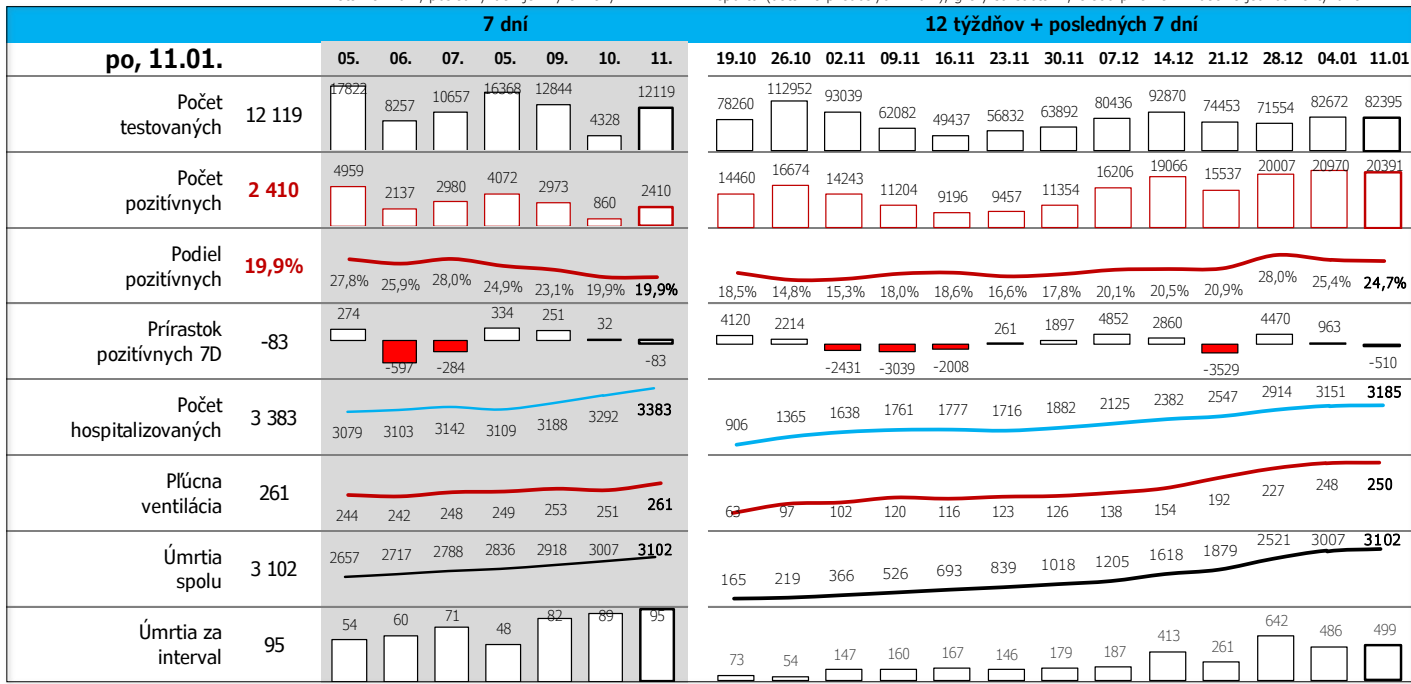 7 dní 12 týždňov + posledných 7 dní
po, 11.01. 05. 06. 07. 05. 09. 10. 11. 19.10 26.10 02.11 09.11 16.11 23.11 30.11 07.12 14.12 21.12 28.12 04.01 11.01
Počet testovaných 12 119 17822 8257 10657 16368 12844 4328 12119 78260 112952 93039 62082 49437 56832 63892 80436 92870 74453 71554 82672 82395
Počet pozitívnych 2 410 4959 2137 2980 4072 2973 860 2410 14460 16674 14243 11204 9196 9457 11354 16206 19066 15537 20007 20970 20391
Podiel pozitívnych 19,9% 27,8% 25,9% 28,0% 24,9% 23,1% 19,9% 19,9% 18,5% 14,8% 15,3% 18,0% 18,6% 16,6% 17,8% 20,1% 20,5% 20,9% 28,0% 25,4% 24,7%
Prírastok pozitívnych 7D -83 274 -597 -284 334 251 32 -83 4120 2214 -2431 -3039 -2008 261 1897 4852 2860 -3529 4470 963 -510
Počet hospitalizovaných 3 383 3079 3103 3142 3109 3188 3292 3383 906 1365 1638 1761 1777 1716 1882 2125 2382 2547 2914 3151 3185
Pľúcna ventilácia 261 244 242 248 249 253 251 261 63 97 102 120 116 123 126 138 154 192 227 248 250
Úmrtia spolu 3 102 2657 2717 2788 2836 2918 3007 3102 165 219 366 526 693 839 1018 1205 1618 1879 2521 3007 3102
Úmrtia za interval 95 54 60 71 48 82 89 95 73 54 147 160 167 146 179 187 413 261 642 486 499